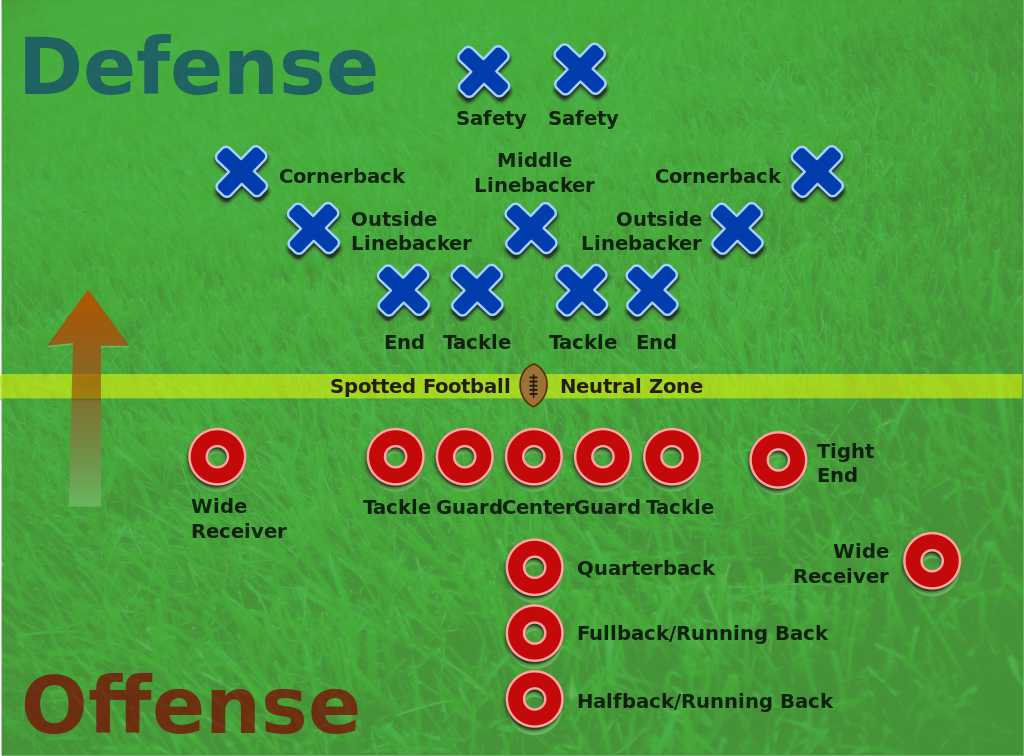 Defense
Safety Safety
Cornerback
Middle
Linebacker
Cornerback
Outside
Linebacker
Outside
Linebacker
End Tackle Tackle End
Spotted Football Neutral Zone
Tight
End
Wide
Receiver
Tackle Guard Center Guard Tackle
Quarterback
Wide
Receiver
Fullback/Running Back
Halfback/Running Back
Offense